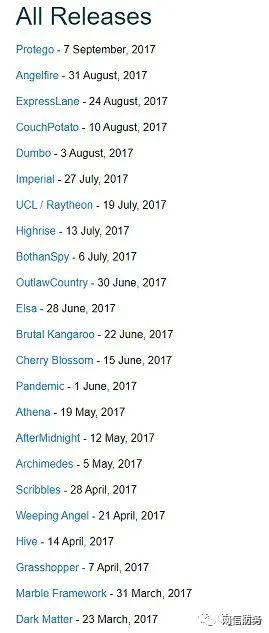 All Releases
Protego - 7 September, 2017
Angelfire - 31 August, 2017
ExpressLane - 24 August, 2017
CouchPotato - 10 August, 2017
Dumbo - 3 August, 2017
Imperial - 27 July, 2017
UCL / Raytheon - 19 July, 2017
Highrise - 13 July, 2017
BothanSpy - 6 July, 2017
OutlawCountry - 30 June, 2017
Elsa - 28 June, 2017
Brutal Kangaroo - 22 June, 2017
Cherry Blossom - 15 June, 2017
Pandemic - 1 June, 2017
Athena - 19 May, 2017
AfterMidnight - 12 May, 2017
Archimedes - 5 May, 2017
Scribbles - 28 April, 2017
Weeping Angel - 21 April, 2017
Hive - 14 April, 2017
Grasshopper - 7 April, 2017
Marble Framework - 31 March, 2017
Dark Matter - 23 March, 2017
网信防务